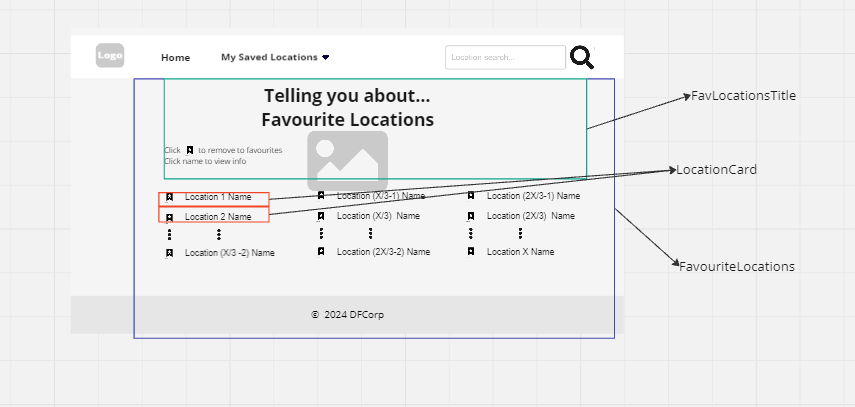 Logo
Home
My Saved Locations
Location search...
Telling you about...
Favourite Locations
Click to remove to favourites
Click name to view info
Location 1 Name
Location (X/3-1) Name
Location (2X/3-1) Name
Location 2 Name
Location (X/3) Name
Location (2X/3) Name
Location (X/3 -2) Name
Location (2X/3-2) Name
Location X Name
© 2024 DFCorp
FavLocationsTitle
LocationCard
FavouriteLocations